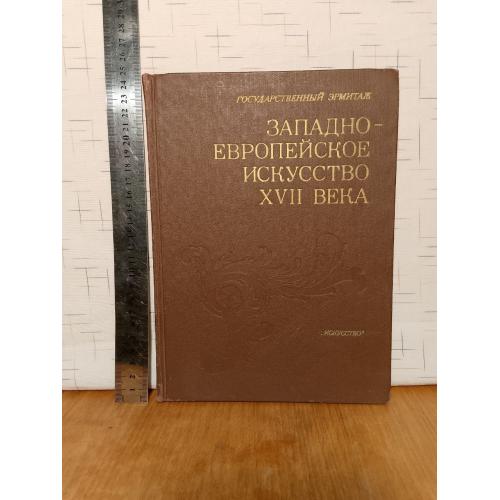 ГОСУДАРСТВЕННЫЙ ЭРМИТАЖ
ЗАПАДНО-
ЕВРОПЕЙСКОЕ
ИСКУССТВО
XVII ВЕКА
„ИСКУССТВО"